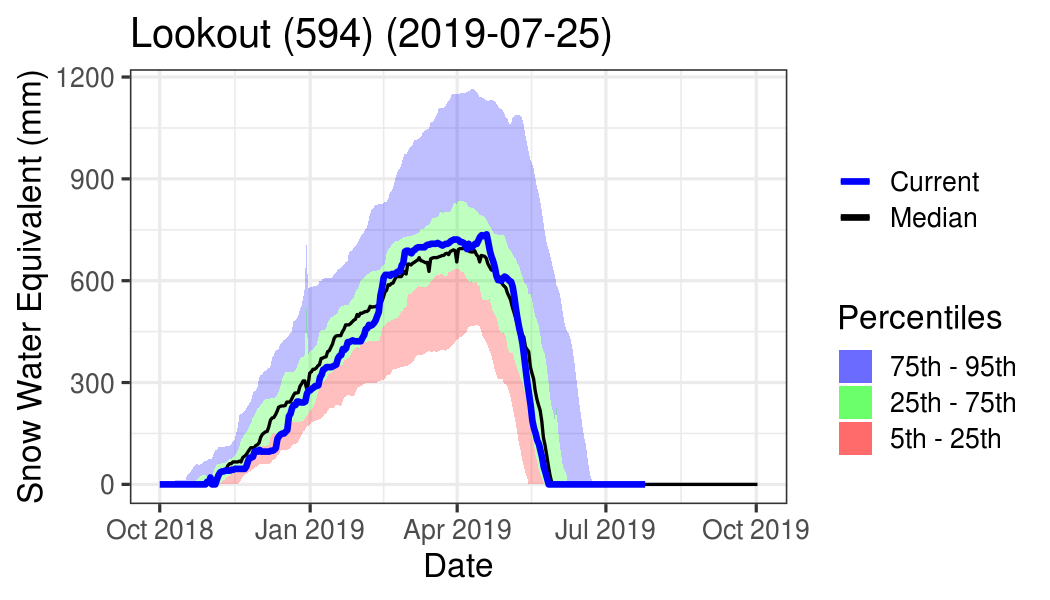 Lookout (594) (2019-07-25)
Snow Water Equivalent (mm)
1200
900
600
300
0
Oct 2018
Jan 2019
Apr 2019
Jul 2019
Oct 2019
Date
Current
Median
Percentiles
75th - 95th
25th - 75th
5th - 25th